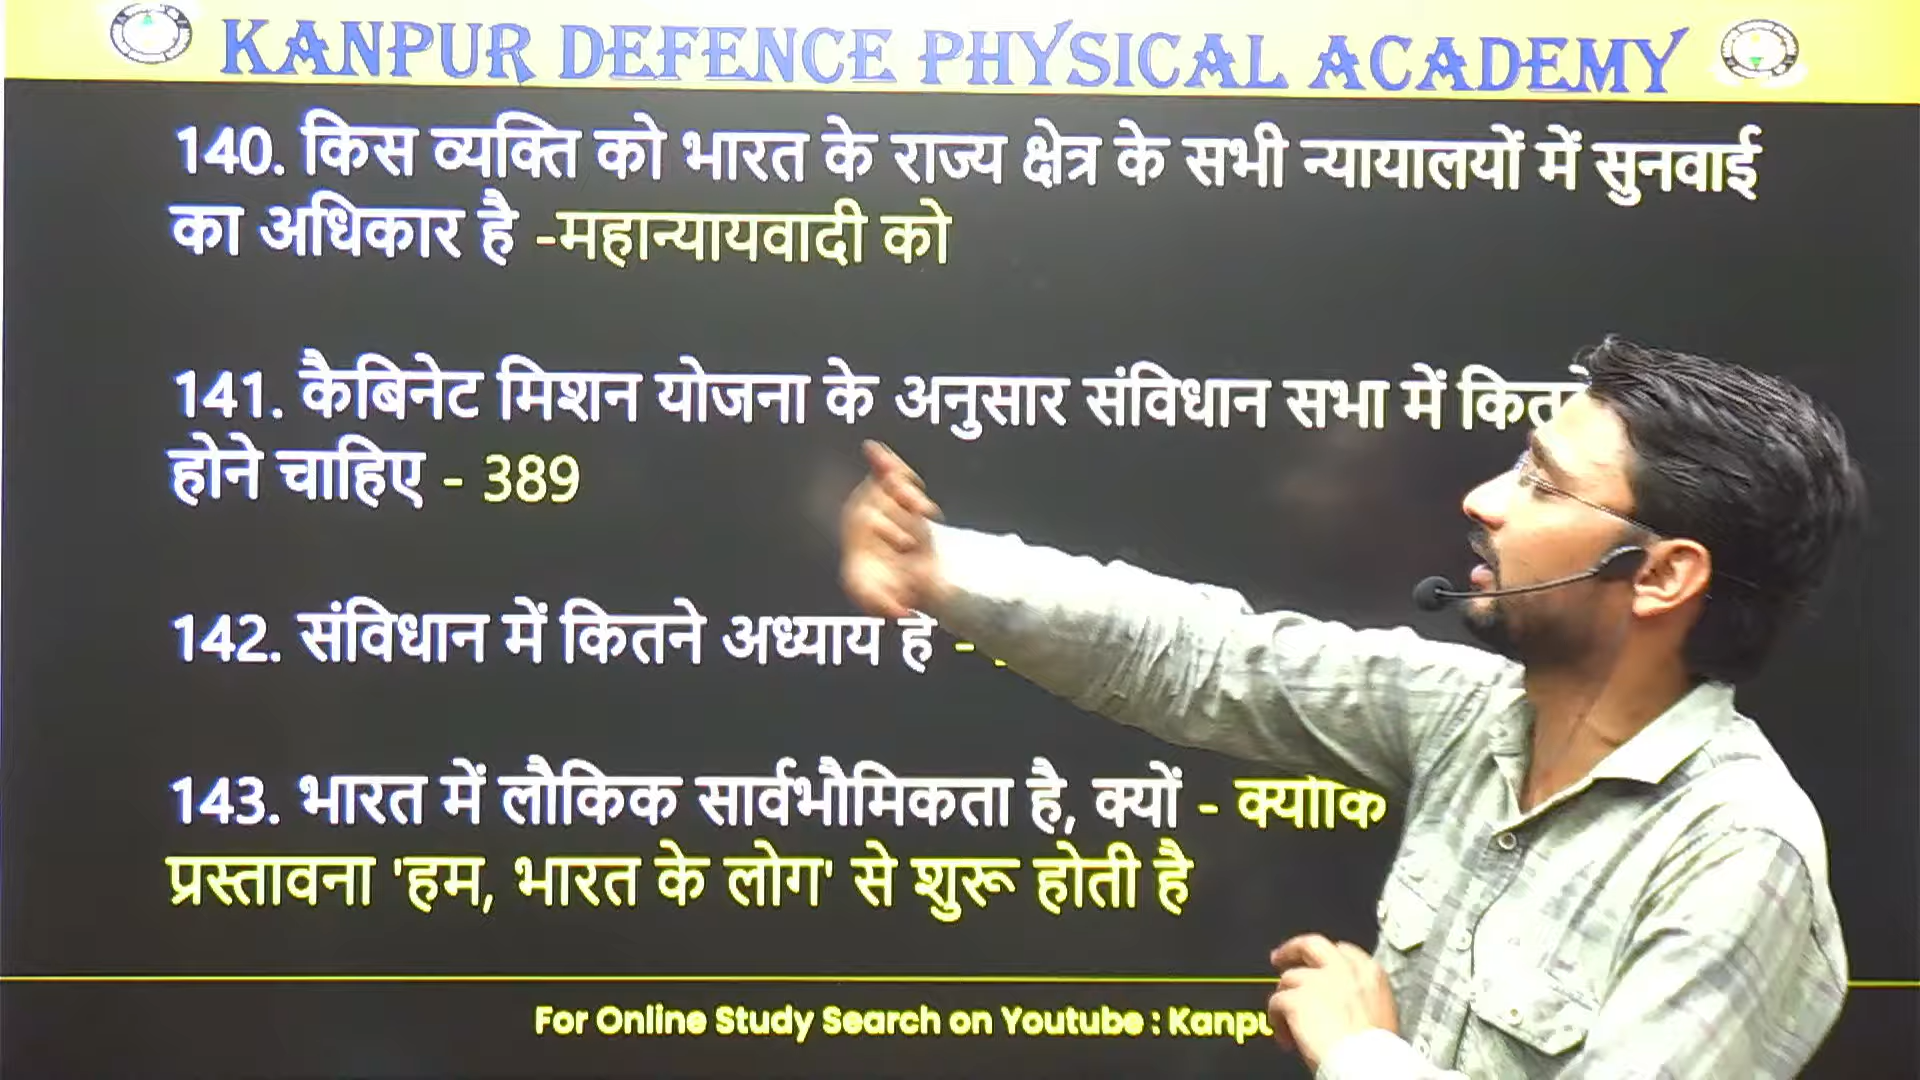 KANPUR DEFENCE PHYSICAL ACADEMY
140. किस व्यक्ति को भारत के राज्य क्षेत्र के सभी न्यायालयों में सुनवाई
का अधिकार है -महान्यायवादी को
141. कैबिनेट मिशन योजना के अनुसार संविधान सभा में
होने चाहिए - 389
142. संविधान में कितने अध्याय है -
143. भारत में लौकिक सार्वभौमिकता है, क्यों - क्योंकि
प्रस्तावना 'हम, भारत के लोग' से शुरू होती है
For Online Study Search on Youtube :